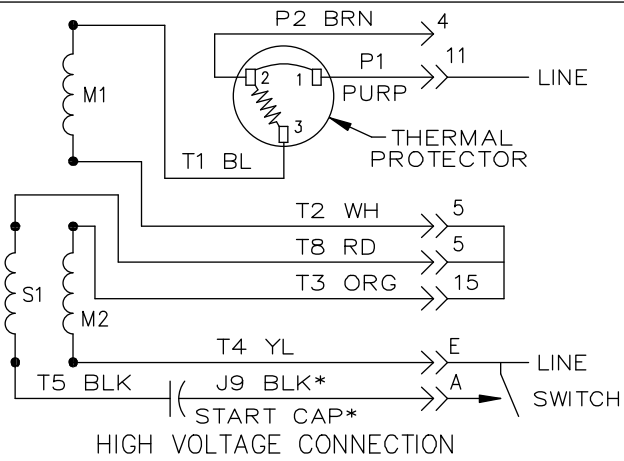 P2 BRN 4
P1 11
2 1 LINE
M1 PURP
3
THERMAL
PROTECTOR
T1 BL
T2 WH 5
T8 RD 5
T3 ORG 15
S1
M2
T4 YL E LINE
T5 BLK J9 BLK* A SWITCH
START CAP*
HIGH VOLTAGE CONNECTION